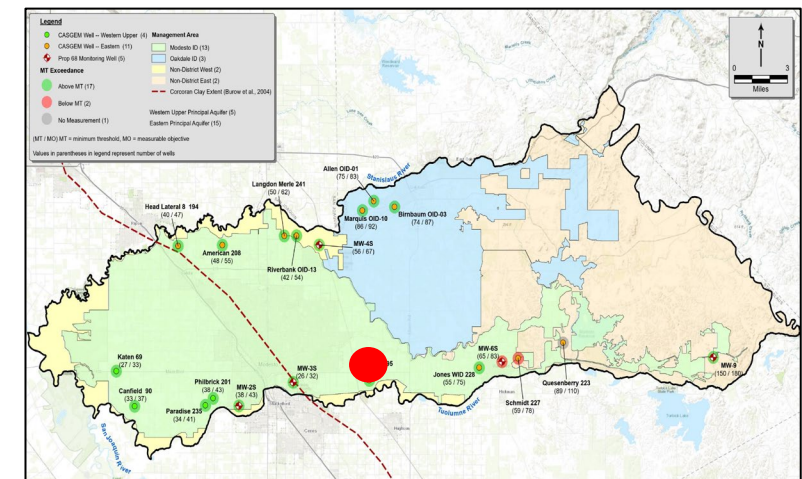 Legend
CASGEM Well -- Western Upper (4)
CASGEM Well -- Eastern (11)
Prop 68 Monitoring Well (5)
MT Exceedance
Above MT (17)
Below MT (2)
No Measurement (1)
Management Area
Modesto ID (13)
Oakdale ID (3)
Non-District West (2)
Non-District East (2)
Corcoran Clay Extent (Burow et al., 2004)
Western Upper Principal Aquifer (5)
Eastern Principal Aquifer (15)
(MT / MO) MT = minimum threshold, MO = measurable objective
Values in parentheses in legend represent number of wells
N
0 3
Miles
Allen OID-01
(75 / 83)
Stanislaus River
Langdon Merle 241
(50 / 62)
Head Lateral 8 194
(40 / 47)
Marquis OID-10
(86 / 92)
Birnbaum OID-03
(74 / 87)
MW-4S
(56 / 67)
American 208
(48 / 55)
Riverbank OID-13
(42 / 54)
Katen 69
(27 / 33)
Canfield 90
(33 / 37)
Philbrick 201
(38 / 43)
Paradise 235
(34 / 41)
MW-2S
(38 / 43)
MW-3S
(26 / 32)
Jones WID 228
(55 / 75)
MW-6S
(65 / 83)
Schmidt 227
(59 / 78)
Quesenberry 223
(89 / 110)
MW-9
(150 / 180)
Tuolumne River
San Joaquin River